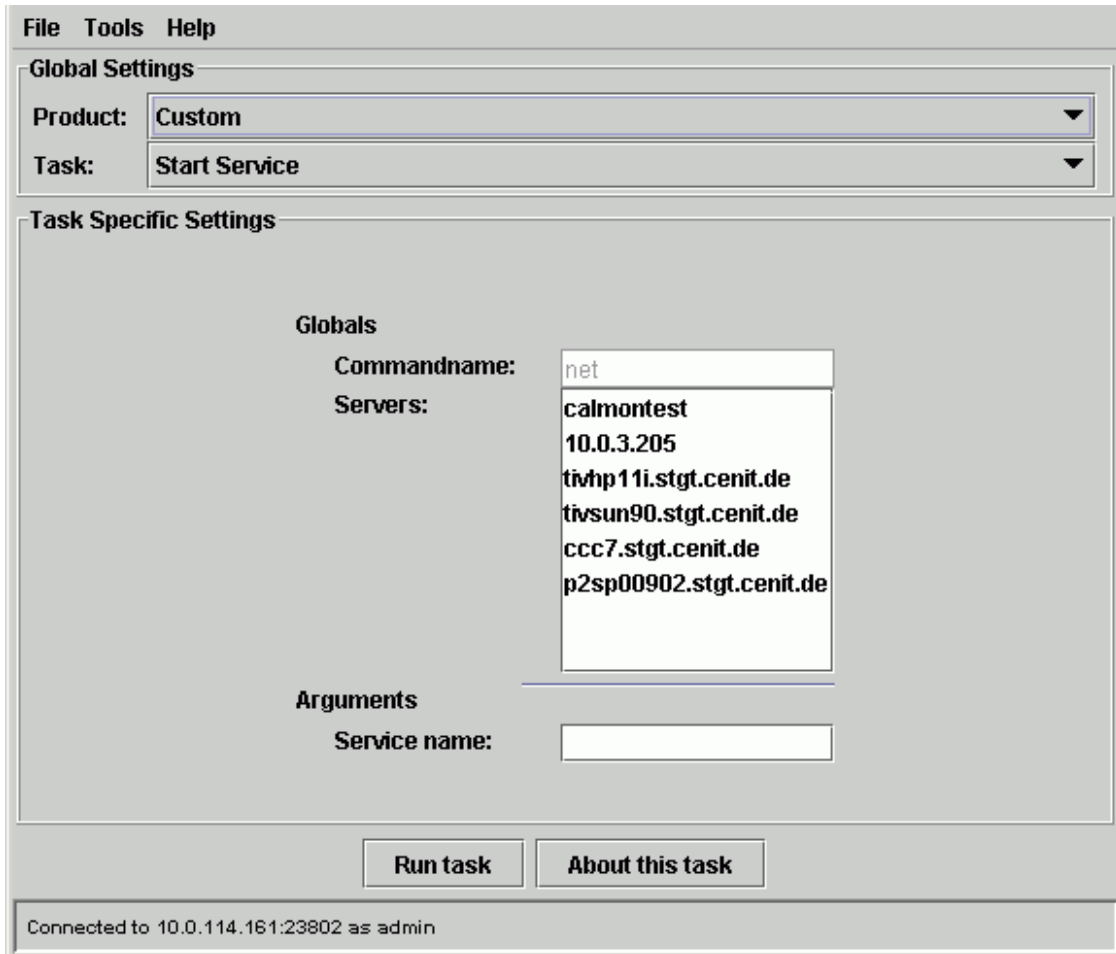 File Tools Help
Global Settings
Product: Custom
Task: Start Service
Task Specific Settings
Globals
Commandname: net
Servers: calmontest
10.0.3.205
tivhp11i.stgt.cenit.de
tivsun90.stgt.cenit.de
ccc7.stgt.cenit.de
p2sp00902.stgt.cenit.de
Arguments
Service name:
Run task About this task
Connected to 10.0.114.161:23802 as admin